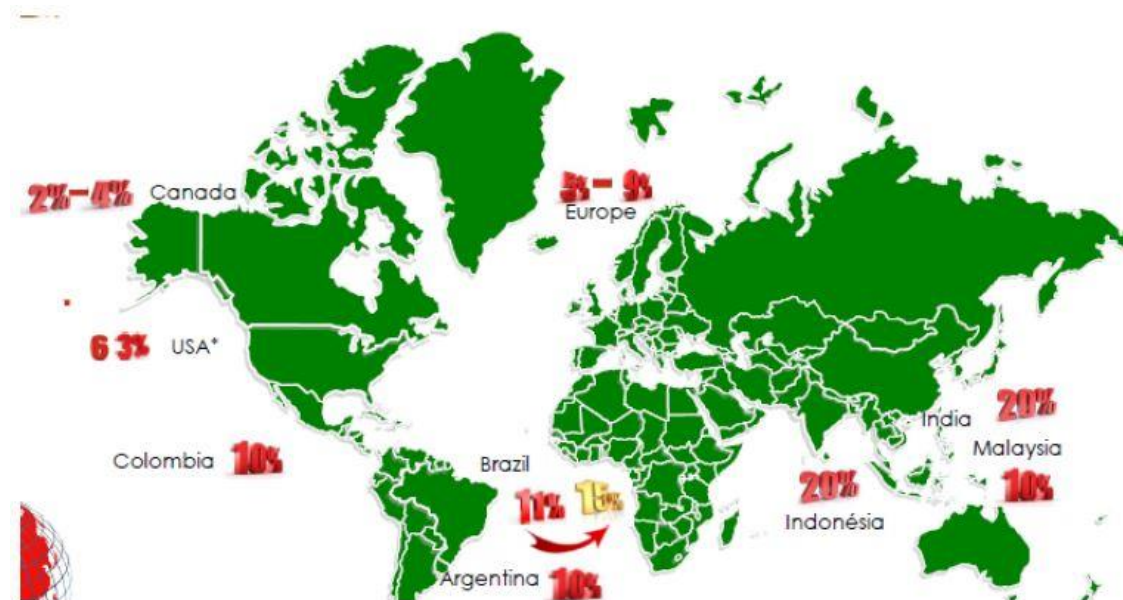 2%-4% Canada
5%- 9%
Europe
6 3% USA*
Colombia 10%
Brazil
11% 15%
Argentina 10%
India 20%
Malaysia
10%
20%
Indonésia